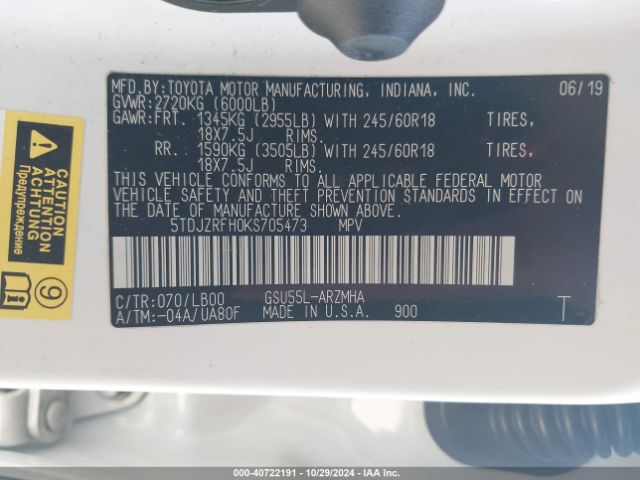 MFD.BY:TOYOTA MOTOR MANUFACTURING, INDIANA, INC. 06/19
GVWR:2720KG (6000LB)
GAWR:FRT. 1345KG (2955LB) WITH 245/60R18 TIRES,
18X7.5J RIMS.
RR. 1590KG (3505LB) WITH 245/60R18 TIRES,
18X7.5J RIMS.
THIS VEHICLE CONFORMS TO ALL APPLICABLE FEDERAL MOTOR
VEHICLE SAFETY AND THEFT PREVENTION STANDARDS IN EFFECT ON
THE DATE OF MANUFACTURE SHOWN ABOVE.
5TDJZRFH0KS705473 MPV
C/TR:070/LB00 GSU55L-ARZMHA
A/TM:-04A/UA80F MADE IN U.S.A. 900 T
CAUTION
ATTENTION
ACHTUNG
Предупреждение
9
000-40722191 - 10/29/2024 - IAA Inc.